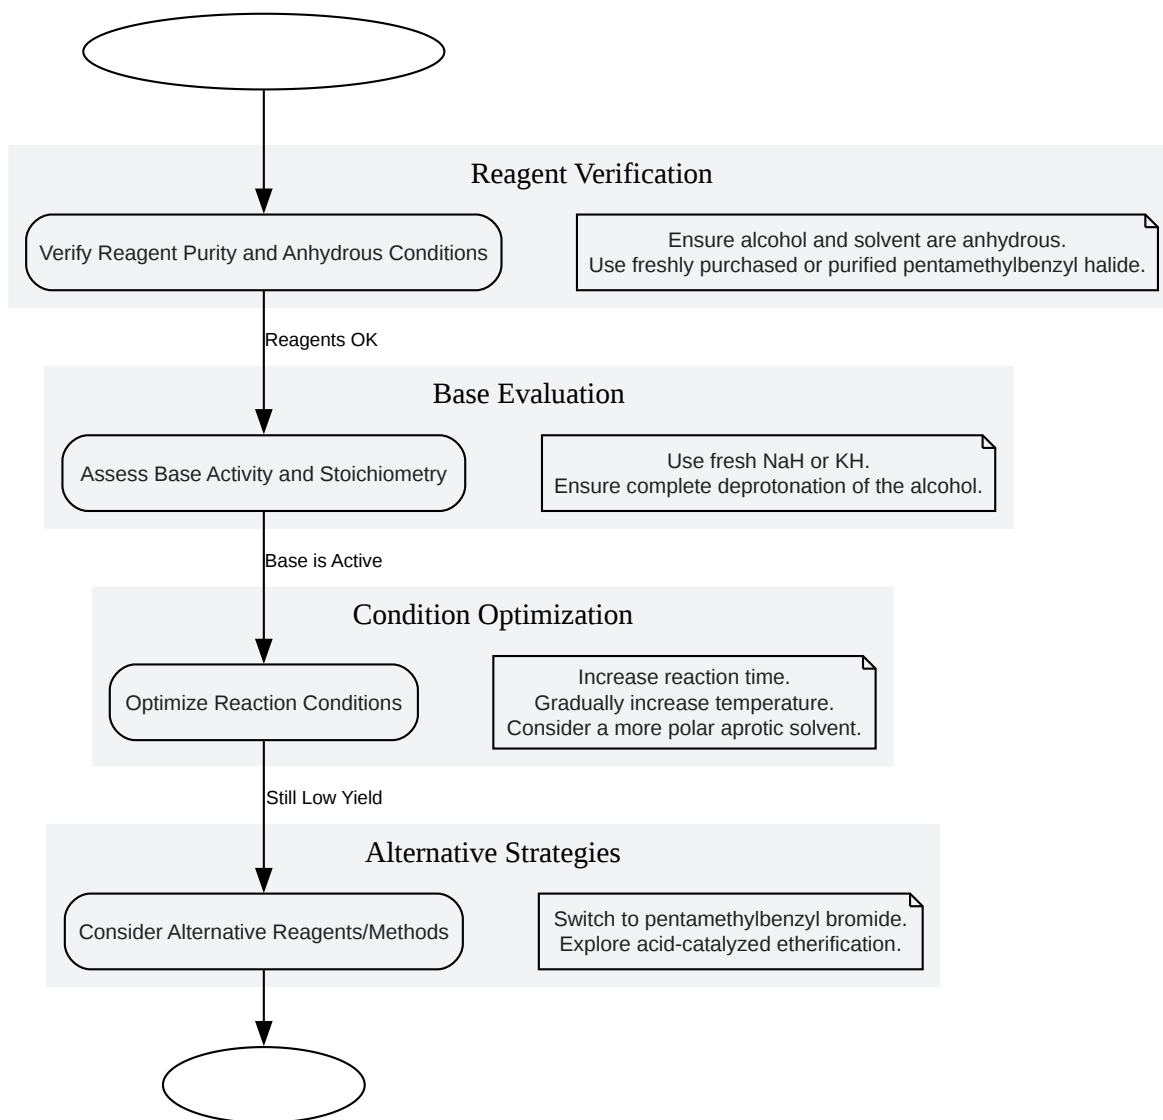 Reagent Verification
Verify Reagent Purity and Anhydrous Conditions
Ensure alcohol and solvent are anhydrous.
Use freshly purchased or purified pentamethylbenzyl halide.
Reagents OK
Base Evaluation
Assess Base Activity and Stoichiometry
Use fresh NaH or KH.
Ensure complete deprotonation of the alcohol.
Base is Active
Condition Optimization
Optimize Reaction Conditions
Increase reaction time.
Gradually increase temperature.
Consider a more polar aprotic solvent.
Still Low Yield
Alternative Strategies
Consider Alternative Reagents/Methods
Switch to pentamethylbenzyl bromide.
Explore acid-catalyzed etherification.